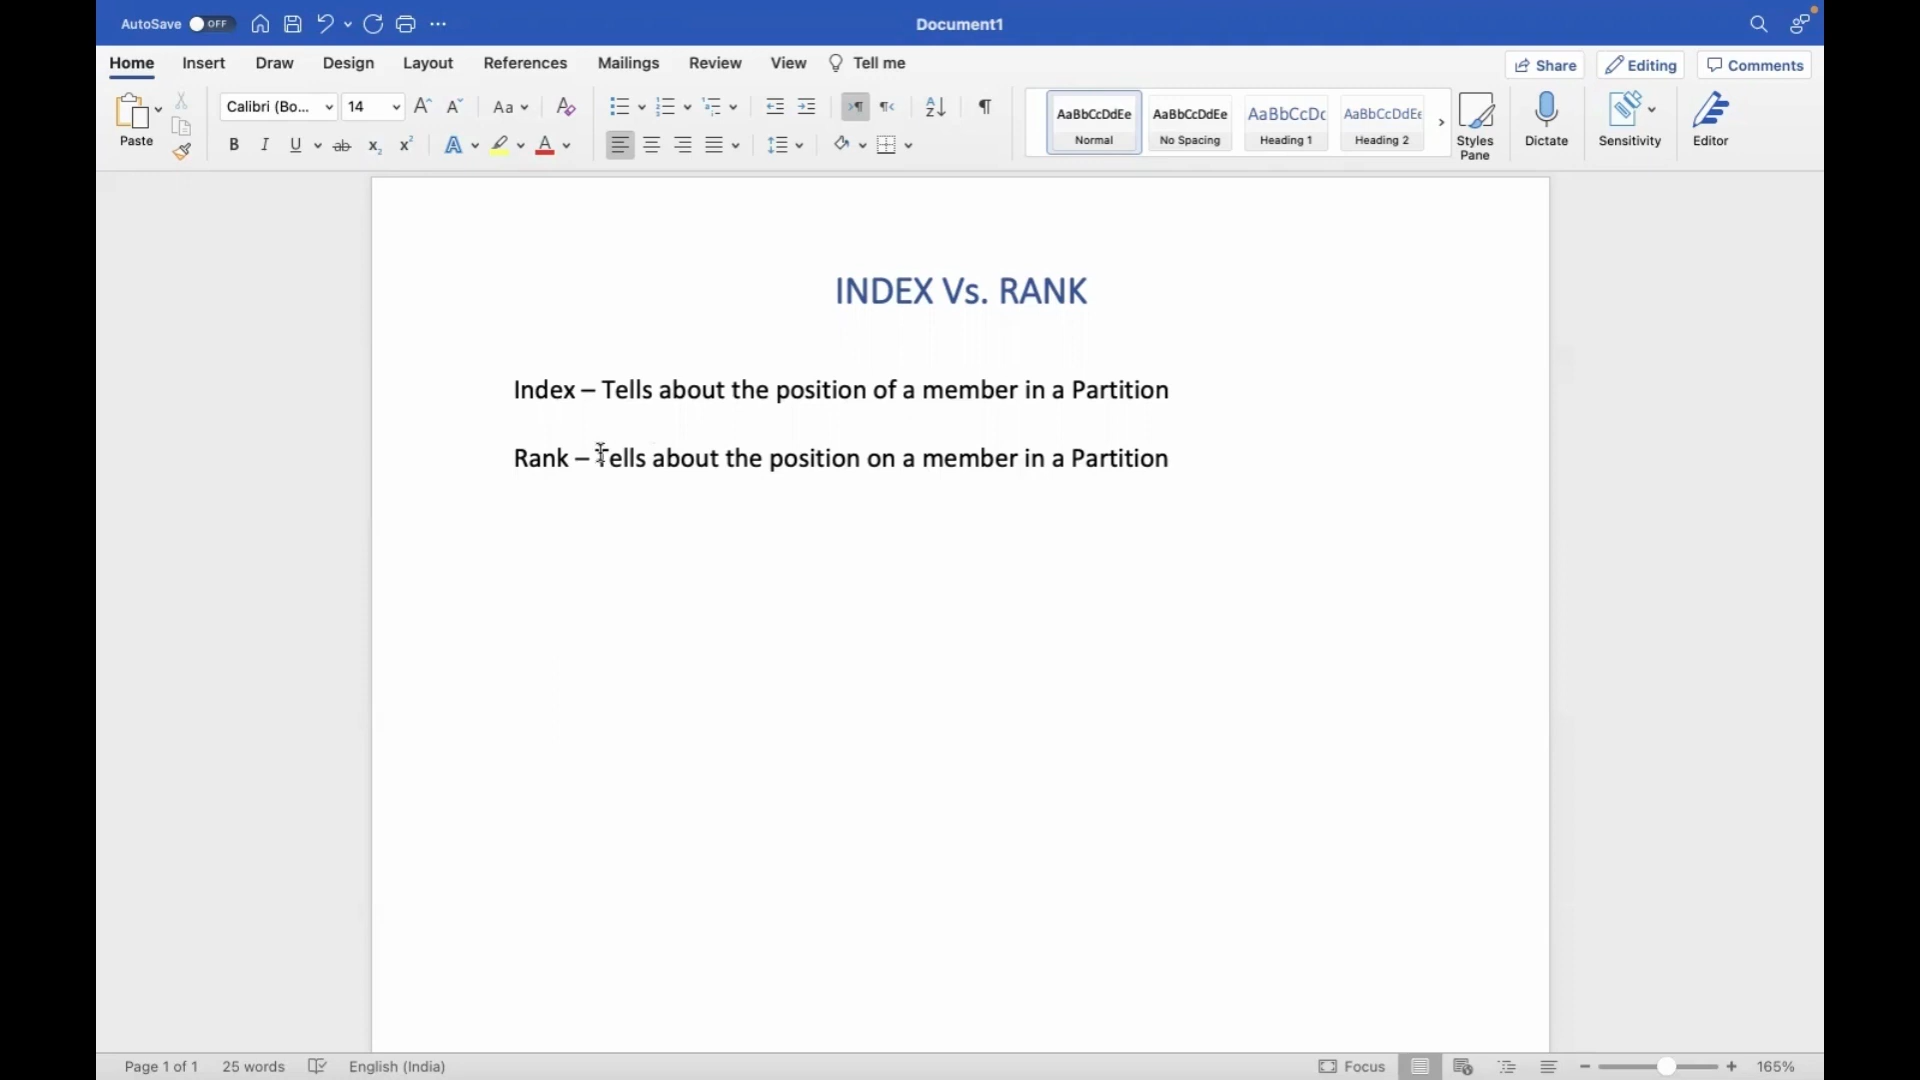 AutoSave OFF Document1
Home Insert Draw Design Layout References Mailings Review View Tell me Share Editing Comments
Paste Calibri (Bo... 14 Aa AaBbCcDdEe AaBbCcDdEe AaBbCcDc AaBbCcDdEe
Normal No Spacing Heading 1 Heading 2 Styles Pane Dictate Sensitivity Editor
INDEX Vs. RANK
Index – Tells about the position of a member in a Partition
Rank – Tells about the position on a member in a Partition
Page 1 of 1 25 words English (India) Focus 165%